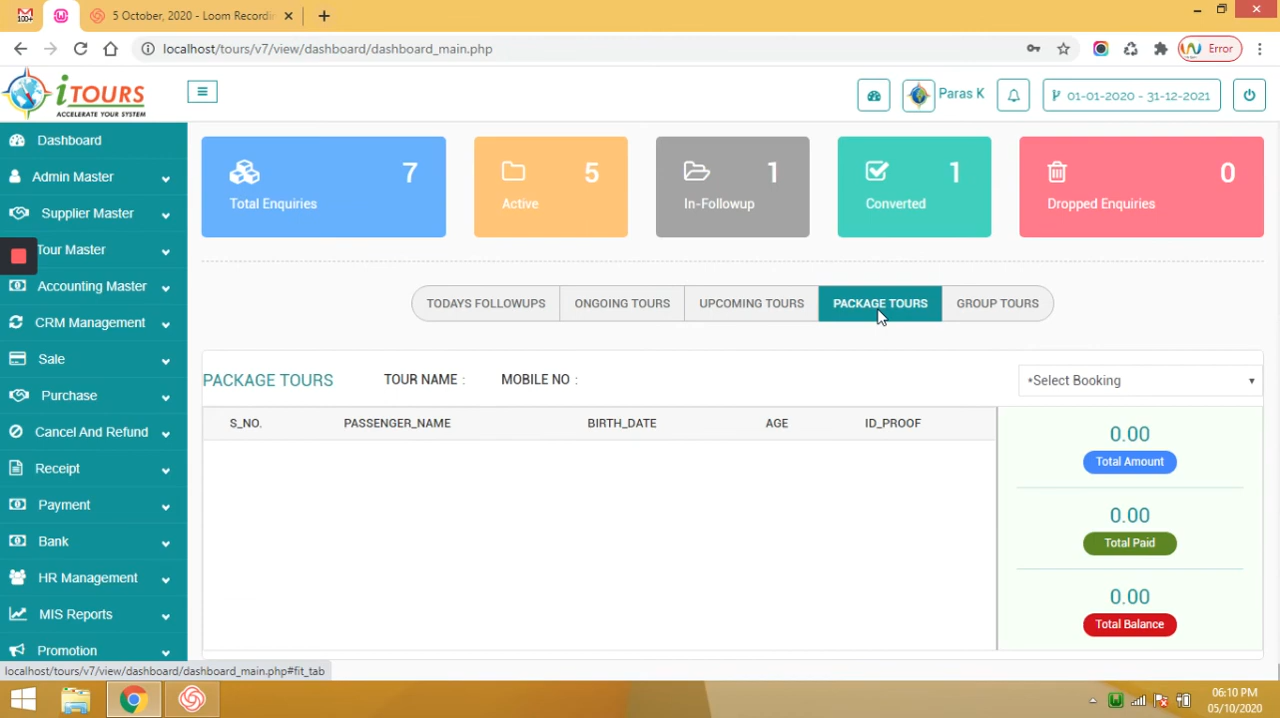 100+
5 October, 2020 - Loom Recordin
localhost/tours/v7/view/dashboard/dashboard_main.php
Error
iTOURS
ACCELERATE YOUR SYSTEM
Paras K
01-01-2020 - 31-12-2021
Dashboard
Admin Master
Supplier Master
Tour Master
Accounting Master
CRM Management
Sale
Purchase
Cancel And Refund
Receipt
Payment
Bank
HR Management
MIS Reports
Promotion
7
Total Enquiries
5
Active
1
In-Followup
1
Converted
0
Dropped Enquiries
TODAYS FOLLOWUPS ONGOING TOURS UPCOMING TOURS PACKAGE TOURS GROUP TOURS
PACKAGE TOURS TOUR NAME : MOBILE NO : *Select Booking
S_NO. PASSENGER_NAME BIRTH_DATE AGE ID_PROOF
0.00
Total Amount
0.00
Total Paid
0.00
Total Balance
localhost/tours/v7/view/dashboard/dashboard_main.php#fit_tab
06:10 PM
05/10/2020